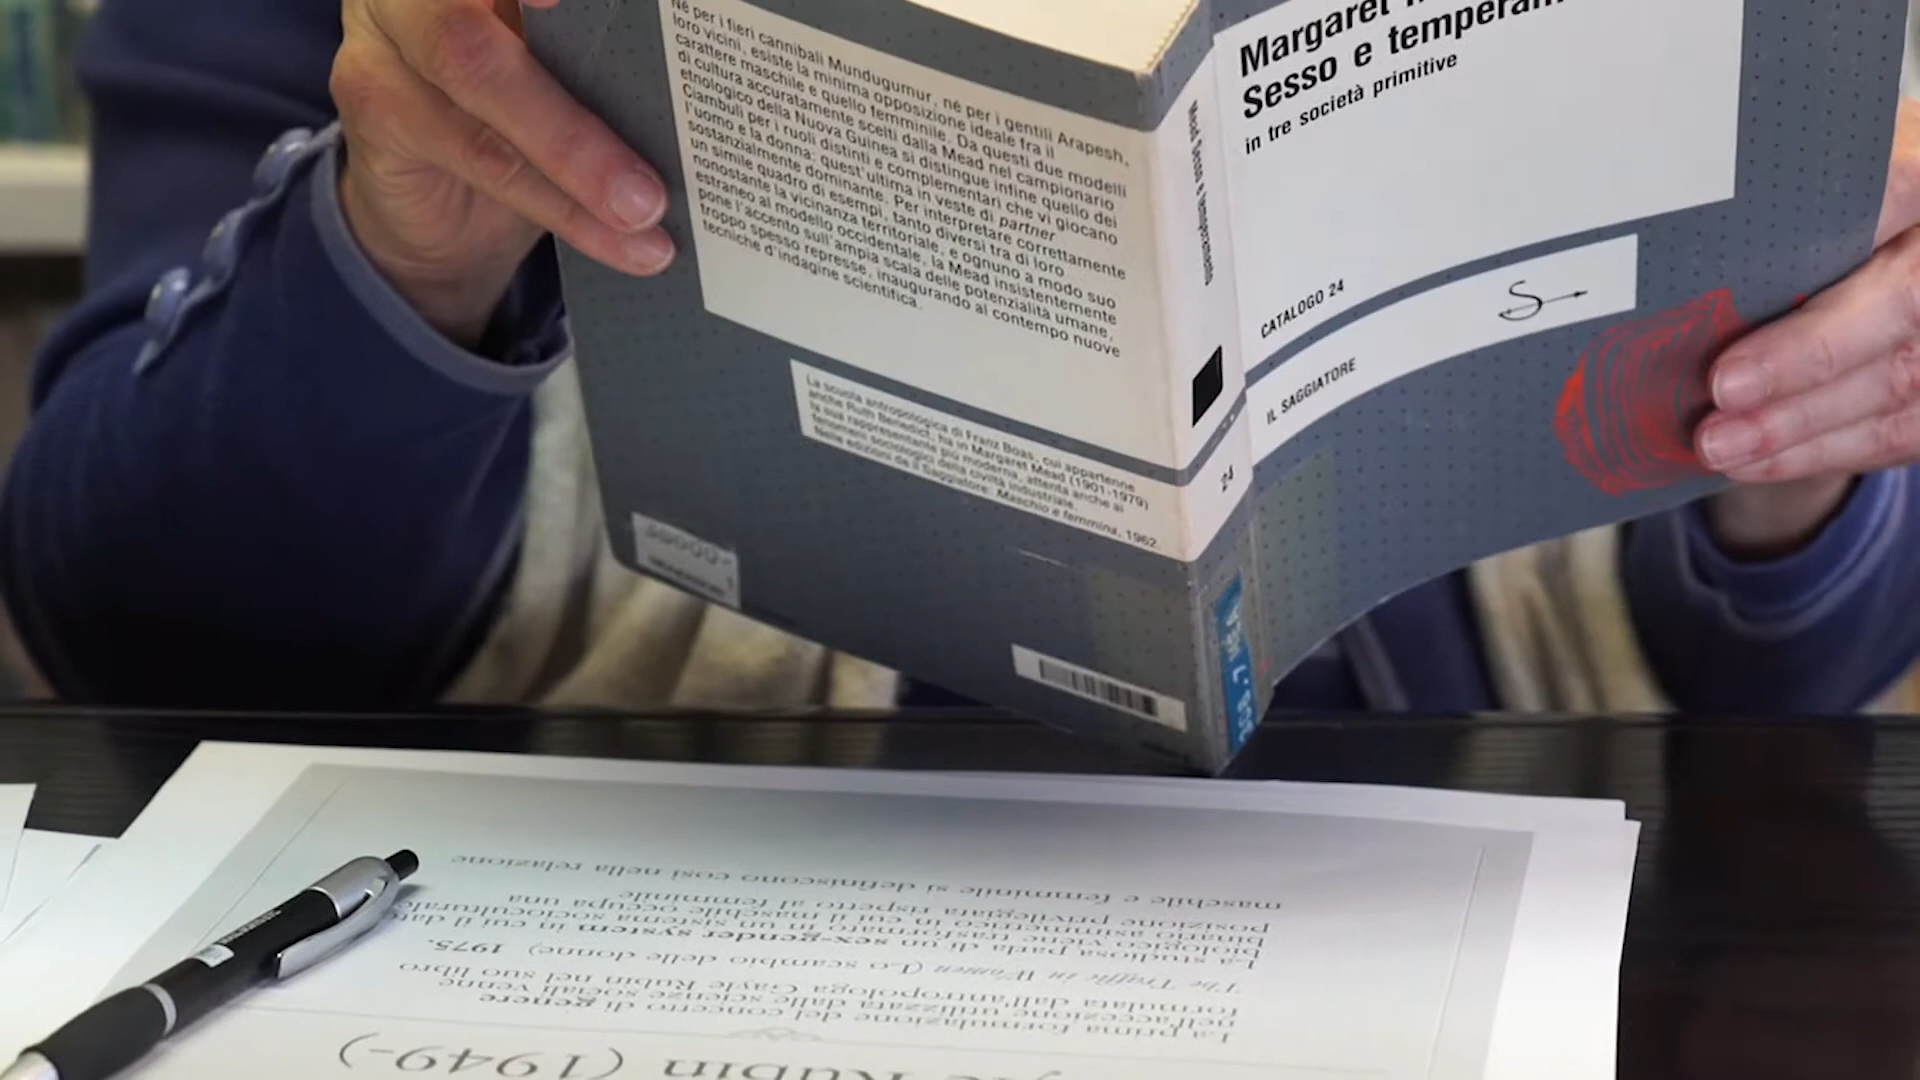 Né per i fieri cannibali Mundugumur, né per i gentili Arapesh,
loro vicini, esiste la minima opposizione ideale fra il
carattere maschile e quello femminile. Da questi due modelli
di cultura accuratamente scelti dalla Mead nel campionario
etnologico della Nuova Guinea si distingue infine quello dei
Ciambuli per i ruoli distinti e complementari che vi giocano
l'uomo e la donna: quest'ultima in veste di partner
sostanzialmente dominante. Per interpretare correttamente
un simile quadro di esempi, tanto diversi tra di loro
nonostante la vicinanza territoriale, e ognuno a modo suo
estraneo al modello occidentale, la Mead insistentemente
pone l'accento sull'ampia scala delle potenzialità umane,
troppo spesso represse, inaugurando al contempo nuove
tecniche d'indagine scientifica.
La scuola antropologica di Franz Boas, cui appartenne
anche Ruth Benedict, ha in Margaret Mead (1901-1979)
la sua rappresentante più moderna, attenta anche ai
fenomeni sociologici della civiltà industriale.
Nelle edizioni de Il Saggiatore: Maschio e femmina, 1962.
Mead Sesso e temperamento
24
Margaret
Sesso e
in tre società primitive
CATALOGO 24
IL SAGGIATORE
Rubin (1949-)
La prima formulazione del concetto di genere
nell'accezione utilizzata dalle scienze sociali venne
formulata dall'antropologa Gayle Rubin nel suo libro
The Traffic in Women (Lo scambio delle donne) 1975.
La studiosa parla di un sex-gender system in cui il dato
biologico viene trasformato in un sistema socioculturale
binario asimmetrico in cui il maschile occupa una
posizione privilegiata rispetto al femminile
maschile e femminile si definiscono così nella relazione